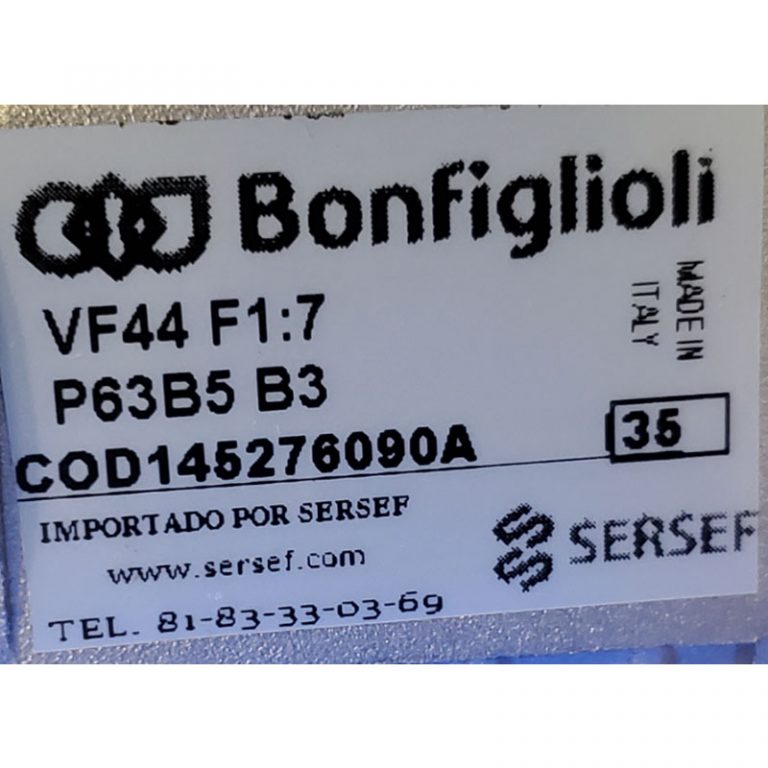 Bonfiglioli
VF44 F1:7
MADE IN
ITALY
P63B5 B3
35
COD145276090A
IMPORTADO POR SERSEF
SERSEF
www.sersef.com
TEL. 81-83-33-03-69